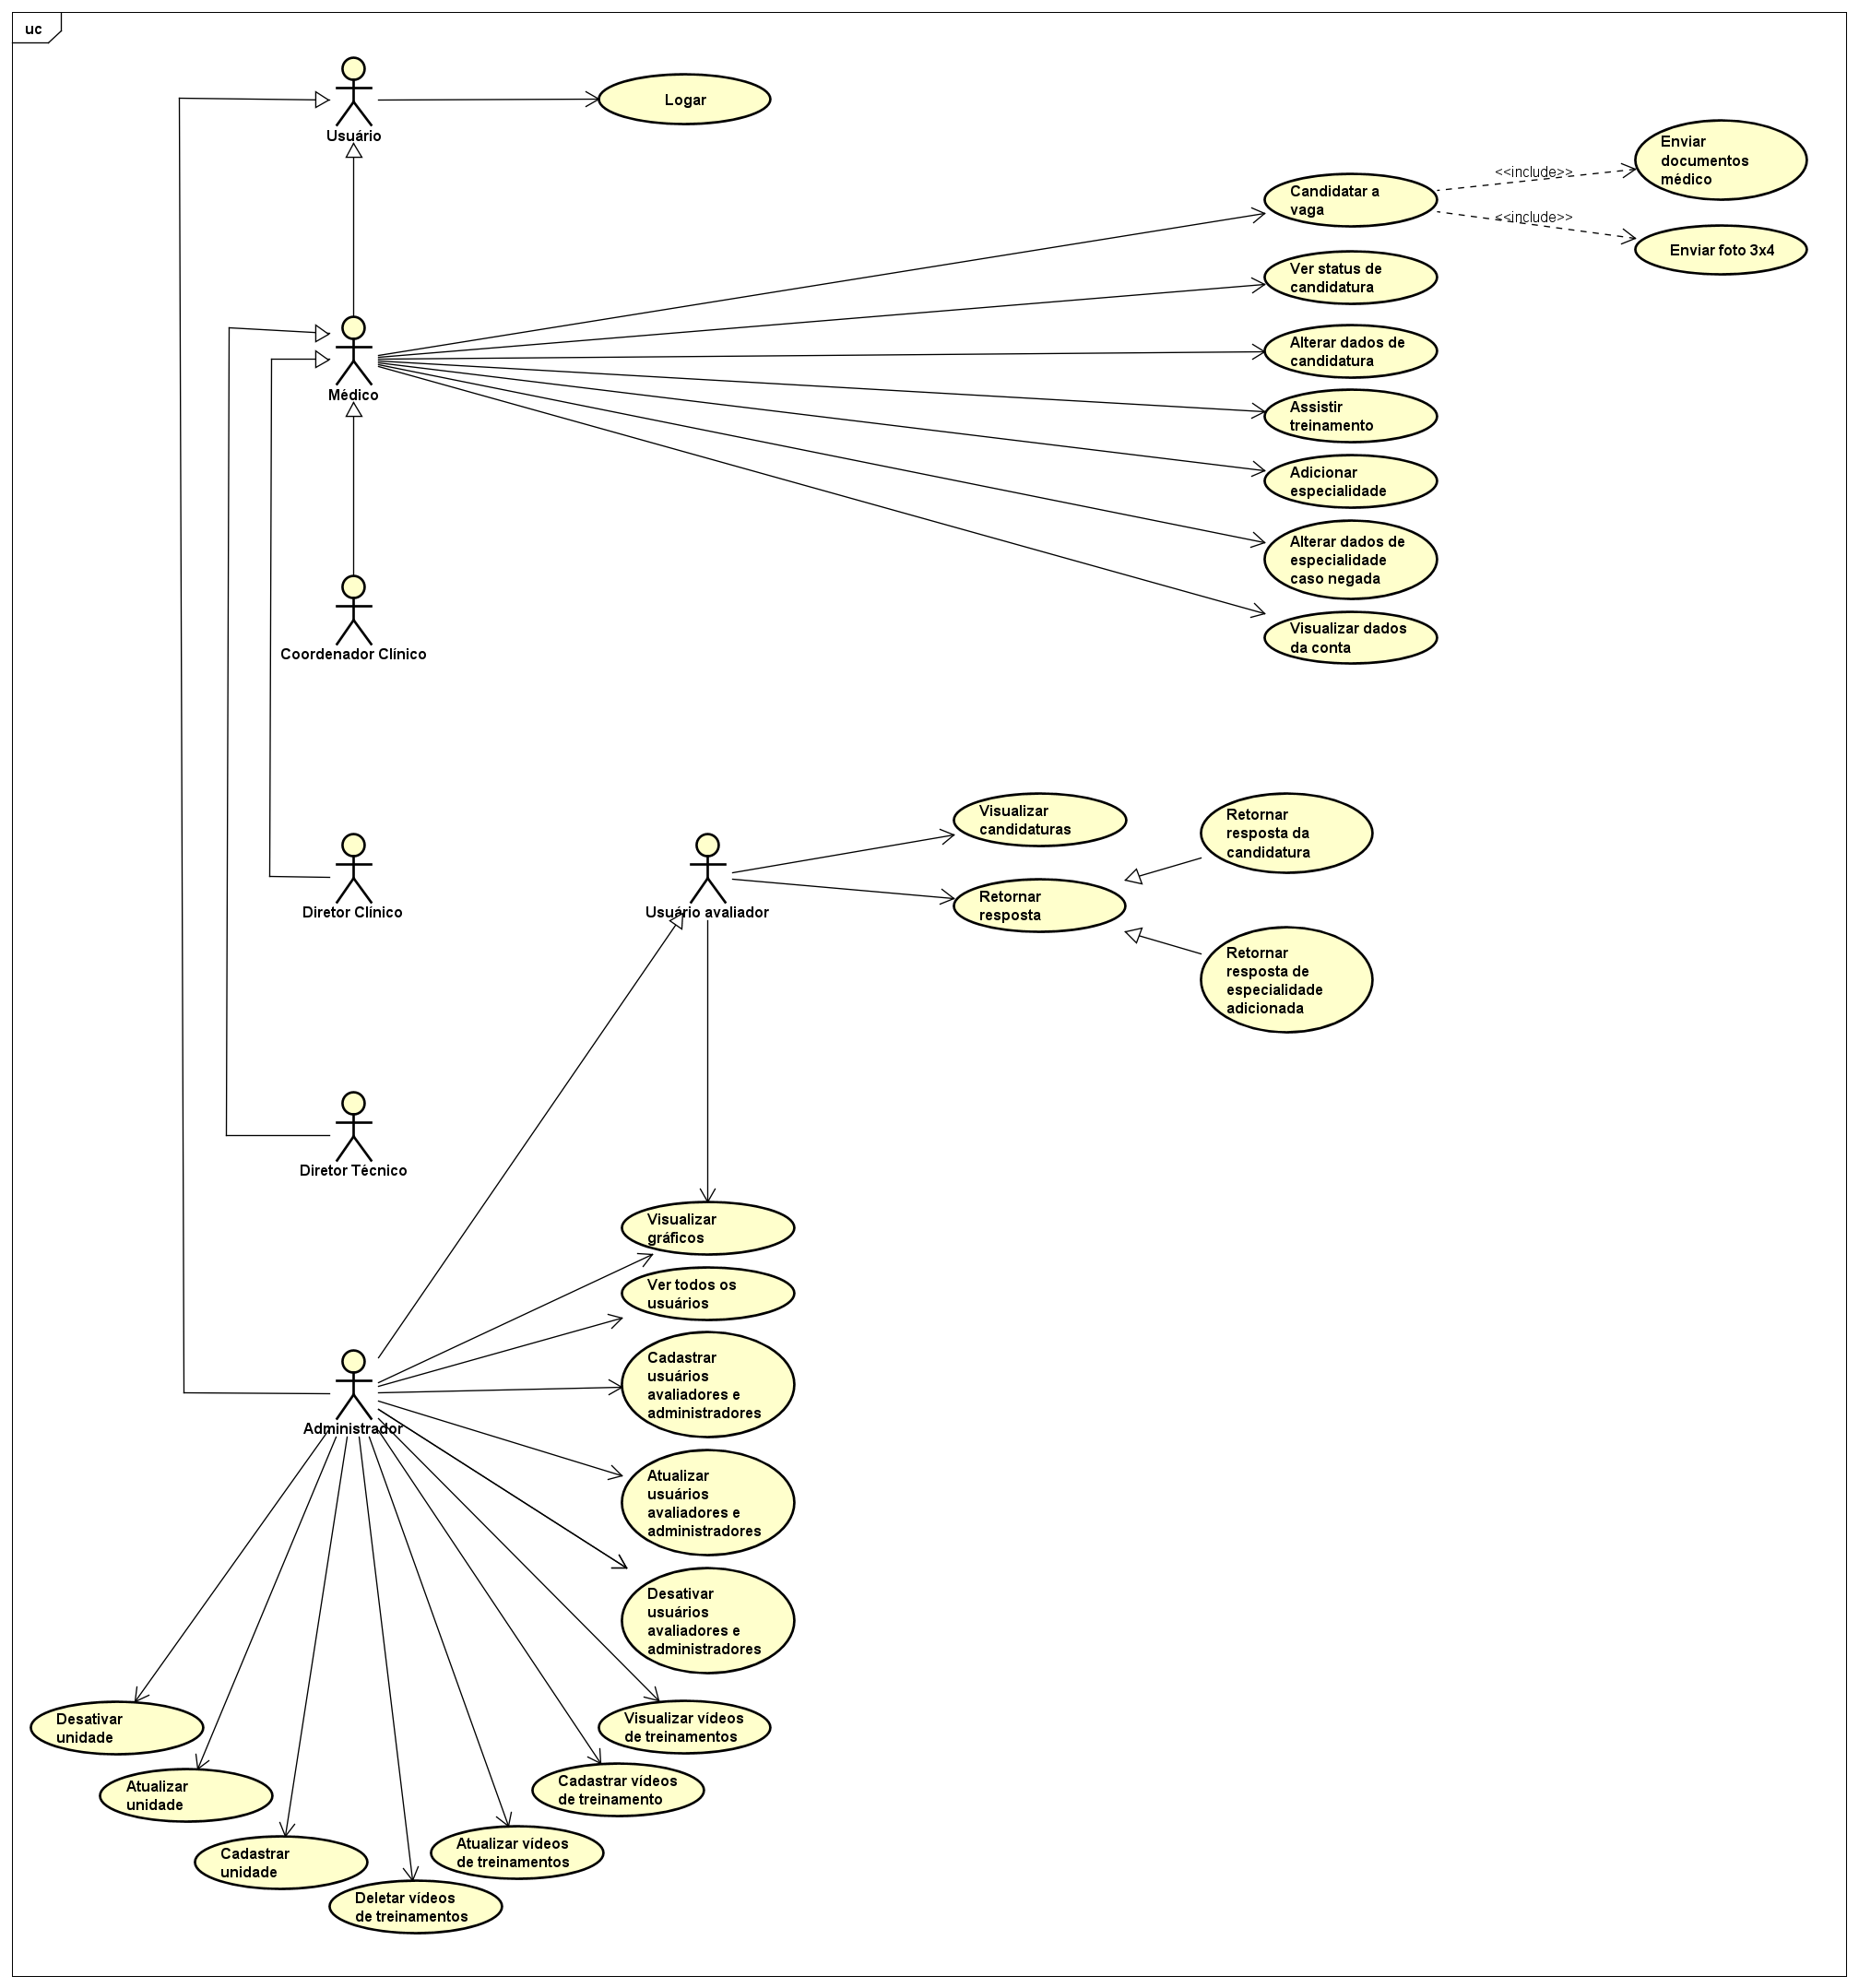 uc
Usuário
Logar
Enviar
documentos
médico
<<include>>
Candidatar a
vaga
<<include>>
Enviar foto 3x4
Ver status de
candidatura
Médico
Alterar dados de
candidatura
Assistir
treinamento
Adicionar
especialidade
Alterar dados de
especialidade
caso negada
Coordenador Clínico
Visualizar dados
da conta
Diretor Clínico
Usuário avaliador
Visualizar
candidaturas
Retornar
resposta
Retornar
resposta da
candidatura
Retornar
resposta de
especialidade
adicionada
Diretor Técnico
Visualizar
gráficos
Ver todos os
usuários
Cadastrar
usuários
avaliadores e
administradores
Administrador
Atualizar
usuários
avaliadores e
administradores
Desativar
usuários
avaliadores e
administradores
Desativar
unidade
Visualizar vídeos
de treinamentos
Atualizar
unidade
Cadastrar vídeos
de treinamento
Cadastrar
unidade
Atualizar vídeos
de treinamentos
Deletar vídeos
de treinamentos